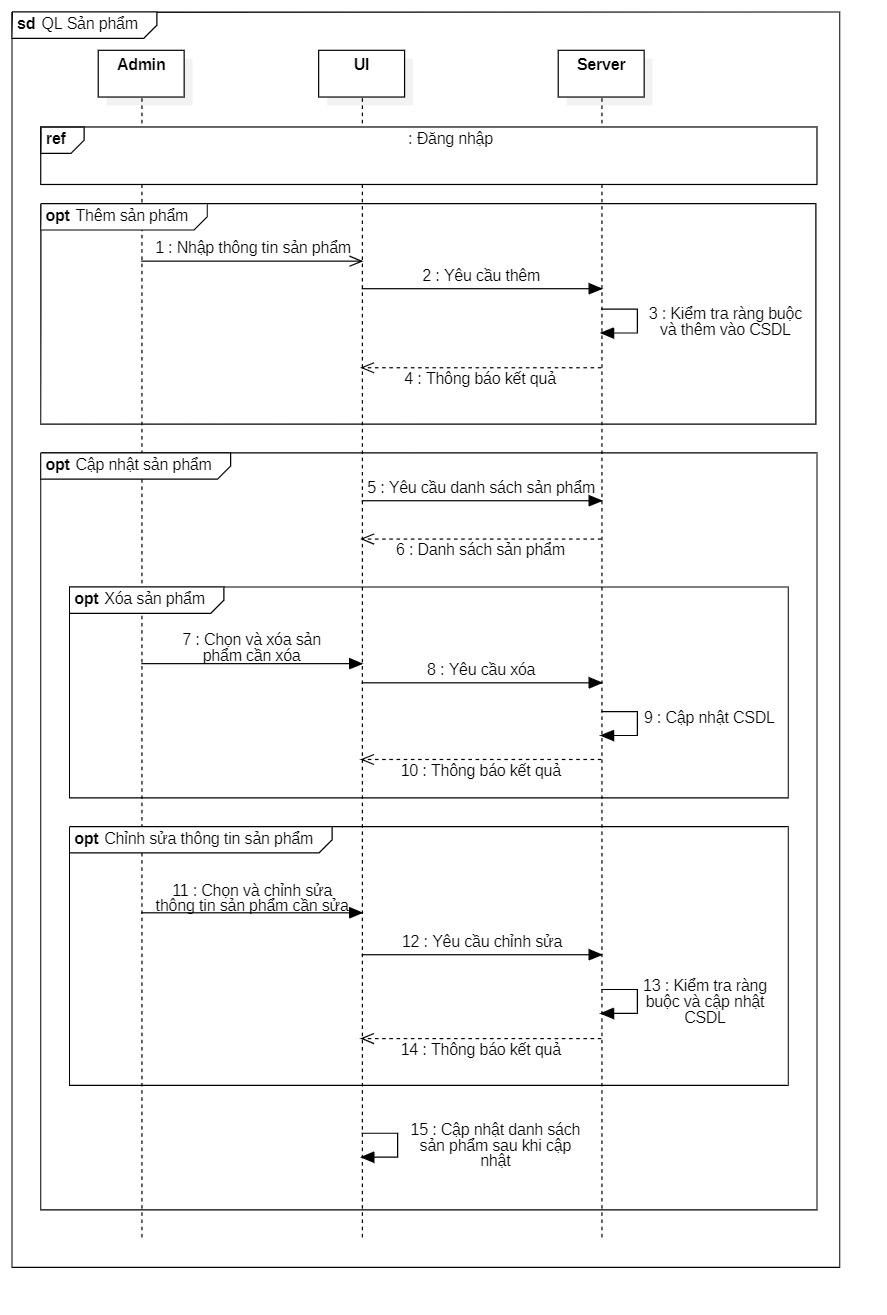 sd QL Sản phẩm
Admin
UI
Server
ref
: Đăng nhập
opt Thêm sản phẩm
1 : Nhập thông tin sản phẩm
2 : Yêu cầu thêm
3 : Kiểm tra ràng buộc
và thêm vào CSDL
4 : Thông báo kết quả
opt Cập nhật sản phẩm
5 : Yêu cầu danh sách sản phẩm
6 : Danh sách sản phẩm
opt Xóa sản phẩm
7 : Chọn và xóa sản
phẩm cần xóa
8 : Yêu cầu xóa
9 : Cập nhật CSDL
10 : Thông báo kết quả
opt Chỉnh sửa thông tin sản phẩm
11 : Chọn và chỉnh sửa
thông tin sản phẩm cần sửa
12 : Yêu cầu chỉnh sửa
13 : Kiểm tra ràng
buộc và cập nhật
CSDL
14 : Thông báo kết quả
15 : Cập nhật danh sách
sản phẩm sau khi cập
nhật